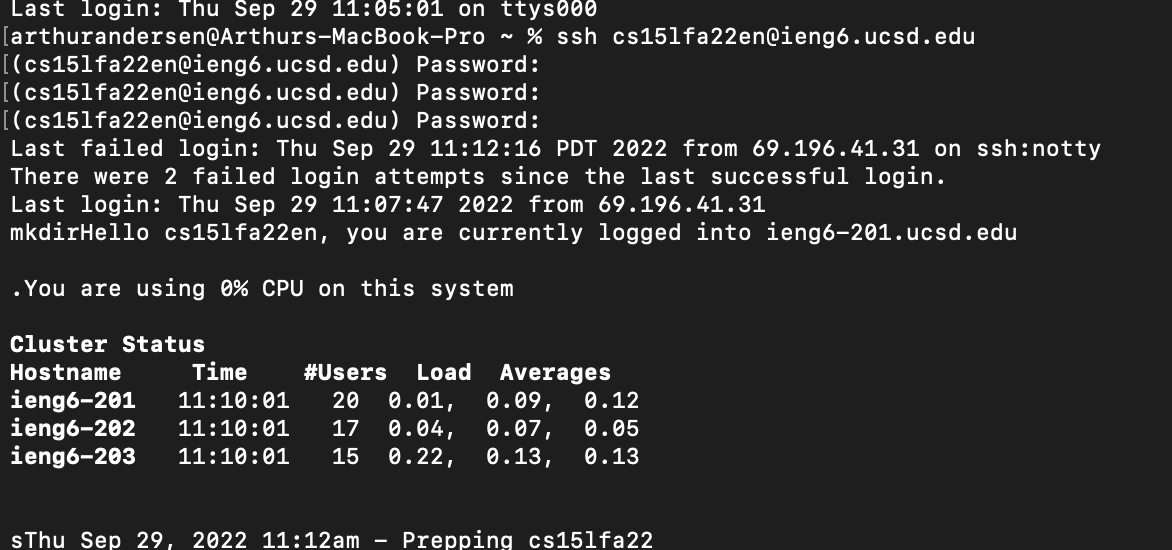 Last login: Thu Sep 29 11:05:01 on ttys000
[arthurandersen@Arthurs-MacBook-Pro ~ % ssh cs15lfa22en@ieng6.ucsd.edu
[(cs15lfa22en@ieng6.ucsd.edu) Password:
[(cs15lfa22en@ieng6.ucsd.edu) Password:
[(cs15lfa22en@ieng6.ucsd.edu) Password:
Last failed login: Thu Sep 29 11:12:16 PDT 2022 from 69.196.41.31 on ssh:notty
There were 2 failed login attempts since the last successful login.
Last login: Thu Sep 29 11:07:47 2022 from 69.196.41.31
mkdirHello cs15lfa22en, you are currently logged into ieng6-201.ucsd.edu
.You are using 0% CPU on this system
Cluster Status
Hostname     Time    #Users  Load  Averages
ieng6-201   11:10:01   20  0.01,  0.09,  0.12
ieng6-202   11:10:01   17  0.04,  0.07,  0.05
ieng6-203   11:10:01   15  0.22,  0.13,  0.13
sThu Sep 29, 2022 11:12am - Prepping cs15lfa22